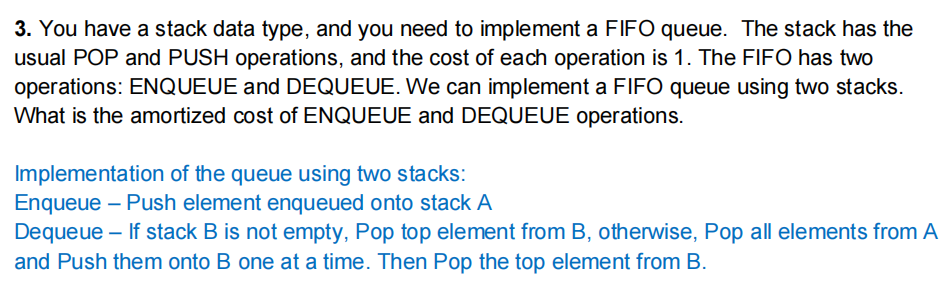 3. You have a stack data type, and you need to implement a FIFO queue.  The stack has the
usual POP and PUSH operations, and the cost of each operation is 1. The FIFO has two
operations: ENQUEUE and DEQUEUE. We can implement a FIFO queue using two stacks.
What is the amortized cost of ENQUEUE and DEQUEUE operations.
Implementation of the queue using two stacks:
Enqueue – Push element enqueued onto stack A
Dequeue – If stack B is not empty, Pop top element from B, otherwise, Pop all elements from A
and Push them onto B one at a time. Then Pop the top element from B.